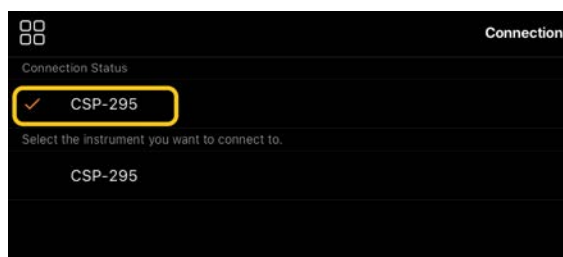 Connection
Connection Status
CSP-295
Select the instrument you want to connect to.
CSP-295